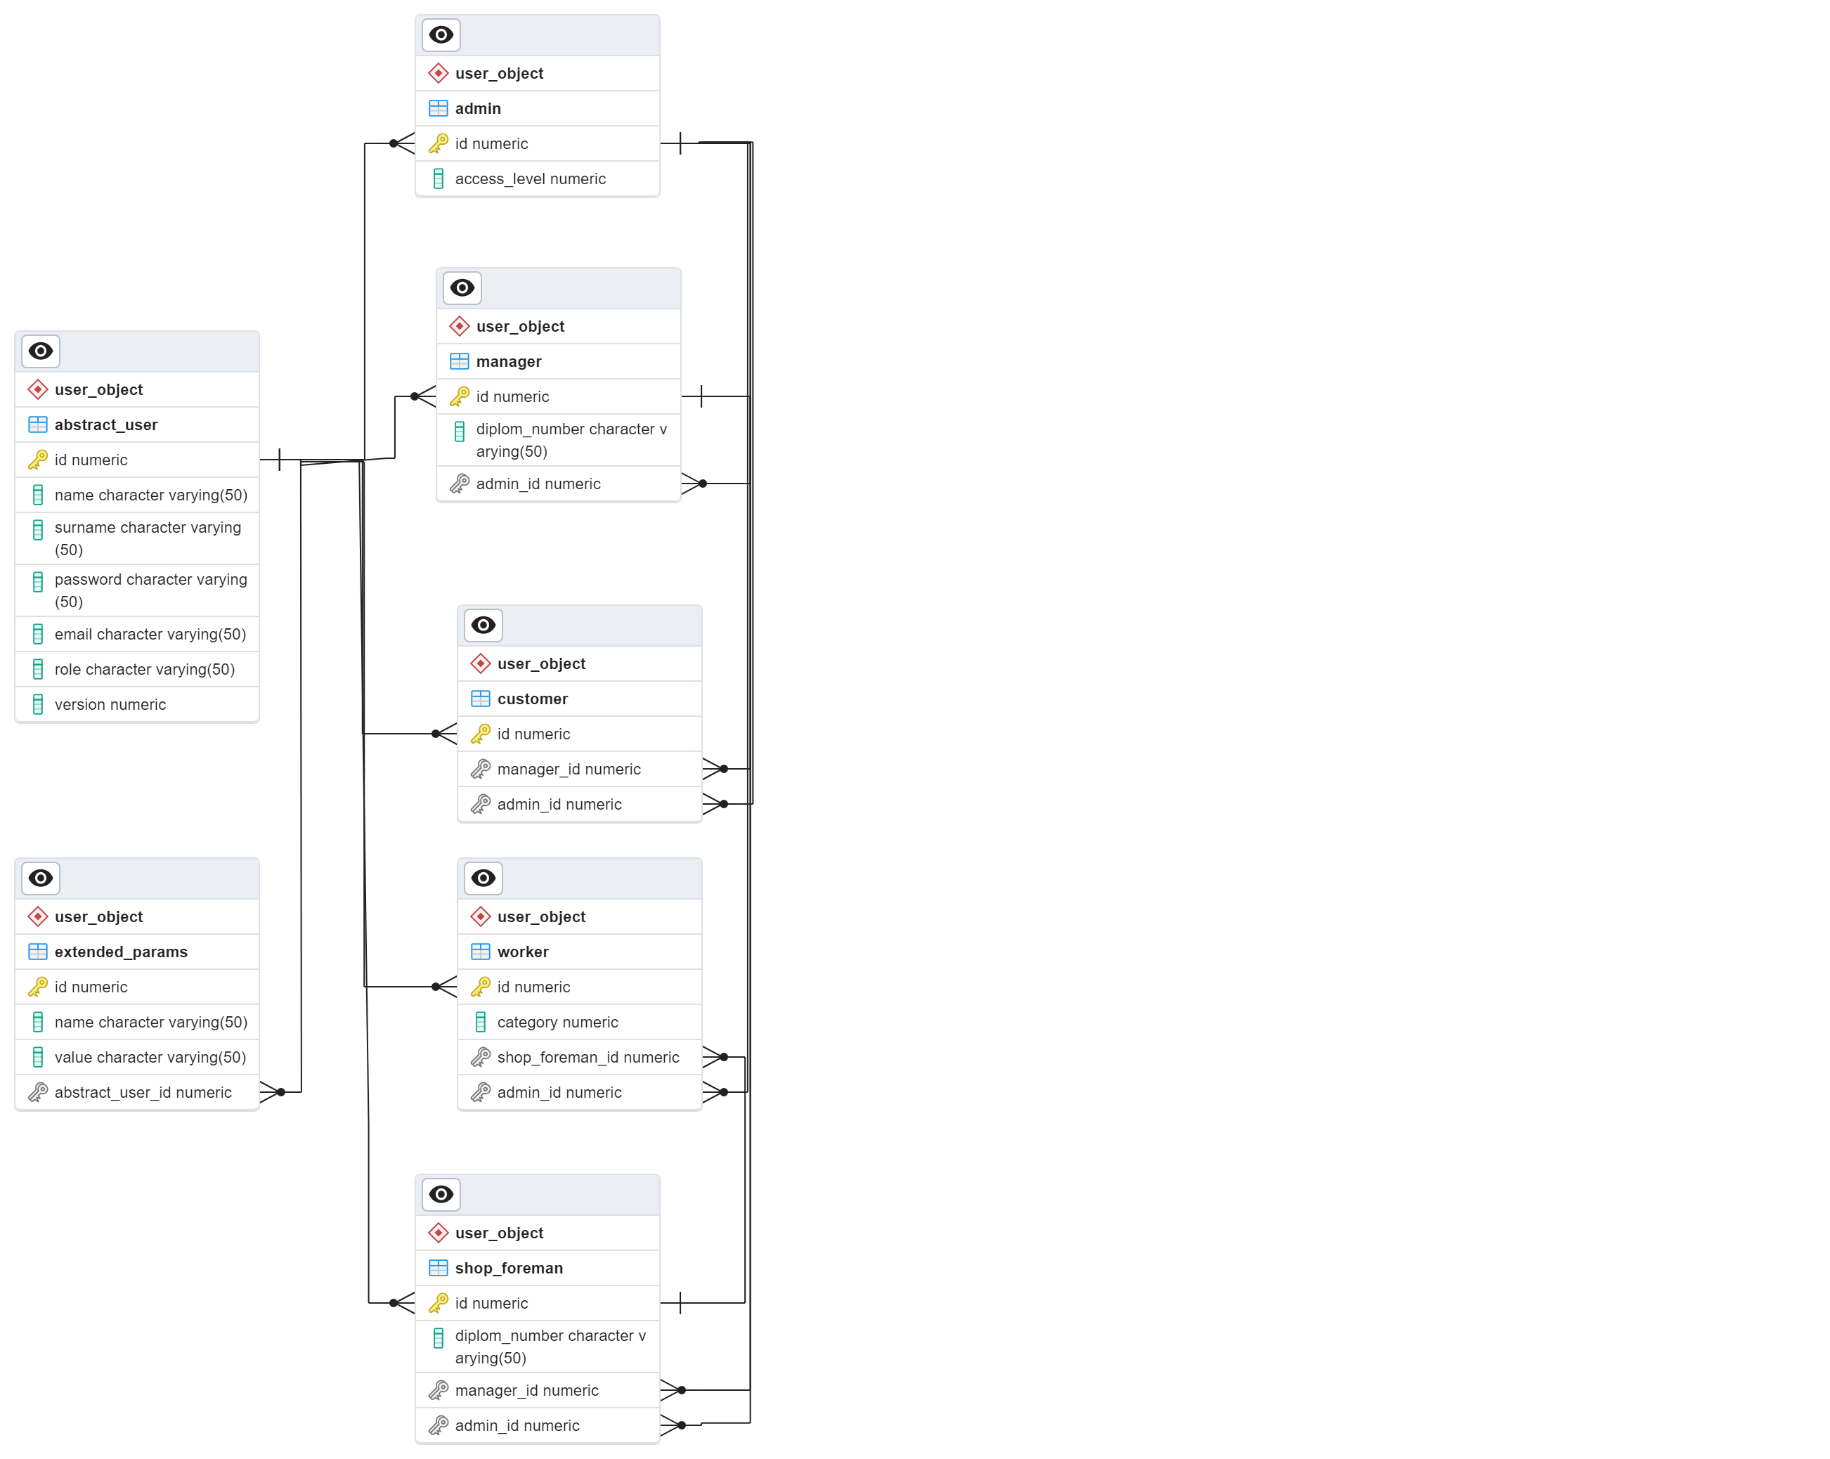 user_object
admin
id numeric
access_level numeric
user_object
manager
id numeric
diplom_number character v
arying(50)
admin_id numeric
user_object
abstract_user
id numeric
name character varying(50)
surname character varying
(50)
password character varying
(50)
email character varying(50)
role character varying(50)
version numeric
user_object
customer
id numeric
manager_id numeric
admin_id numeric
user_object
extended_params
id numeric
name character varying(50)
value character varying(50)
abstract_user_id numeric
user_object
worker
id numeric
category numeric
shop_foreman_id numeric
admin_id numeric
user_object
shop_foreman
id numeric
diplom_number character v
arying(50)
manager_id numeric
admin_id numeric